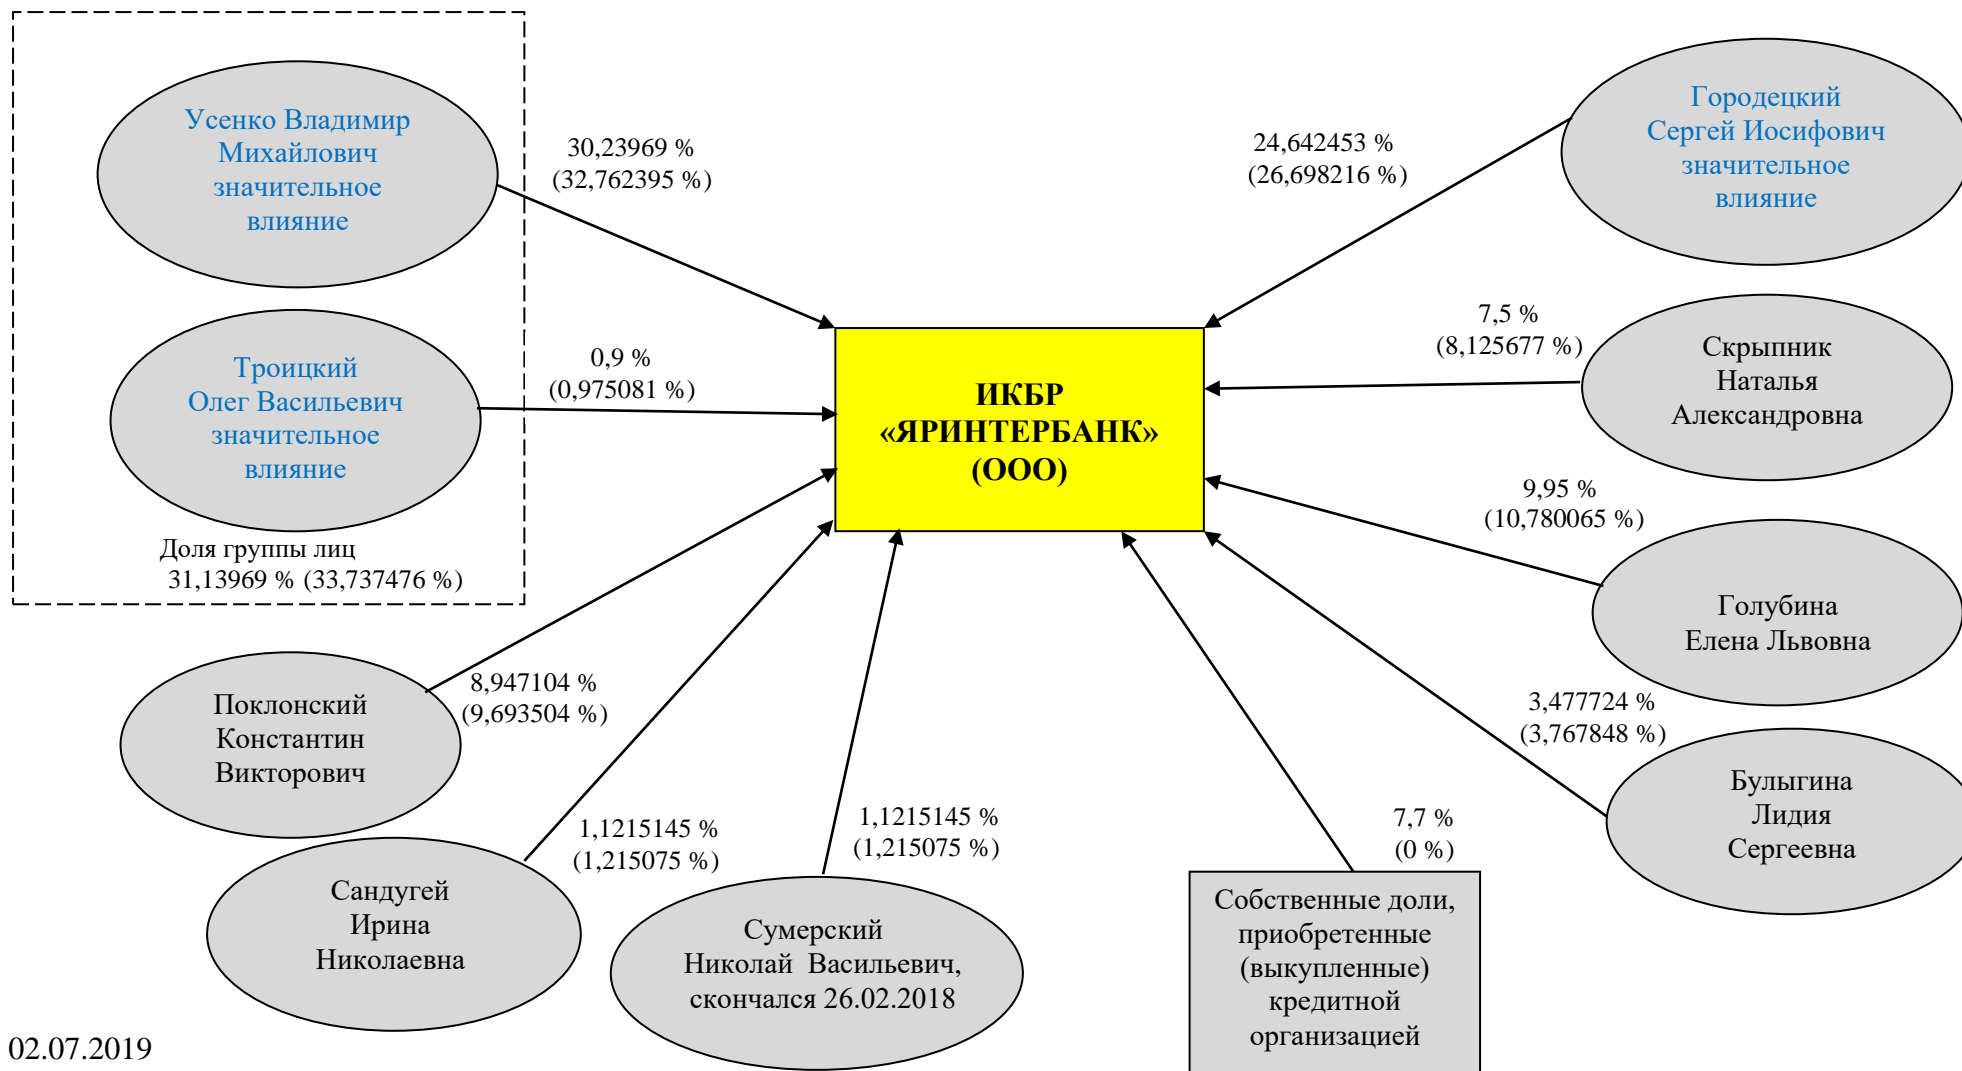 Усенко Владимир
Михайлович
значительное
влияние
30,23969 %
(32,762395 %)
Троицкий
Олег Васильевич
значительное
влияние
0,9 %
(0,975081 %)
Доля группы лиц
31,13969 % (33,737476 %)
24,642453 %
(26,698216 %)
Городецкий
Сергей Иосифович
значительное
влияние
7,5 %
(8,125677 %)
Скрыпник
Наталья
Александровна
ИКБР
«ЯРИНТЕРБАНК»
(ООО)
9,95 %
(10,780065 %)
Голубина
Елена Львовна
Поклонский
Константин
Викторович
8,947104 %
(9,693504 %)
3,477724 %
(3,767848 %)
Булыгина
Лидия
Сергеевна
Сандугей
Ирина
Николаевна
1,1215145 %
(1,215075 %)
1,1215145 %
(1,215075 %)
Сумерский
Николай Васильевич,
скончался 26.02.2018
7,7 %
(0 %)
Собственные доли,
приобретенные
(выкупленные)
кредитной
организацией
02.07.2019